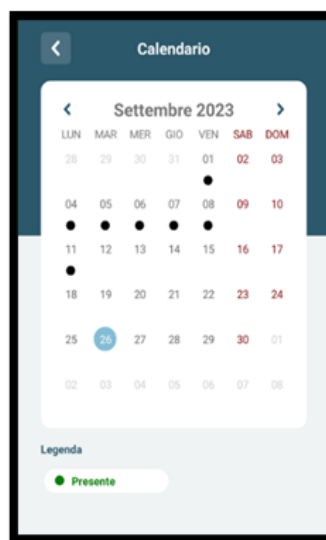 Calendario
Settembre 2023
LUN MAR MER GIO VEN SAB DOM
28 29 30 31 01 02 03
04 05 06 07 08 09 10
11 12 13 14 15 16 17
18 19 20 21 22 23 24
25 26 27 28 29 30 01
02 03 04 05 06 07 08
Legenda
Presente